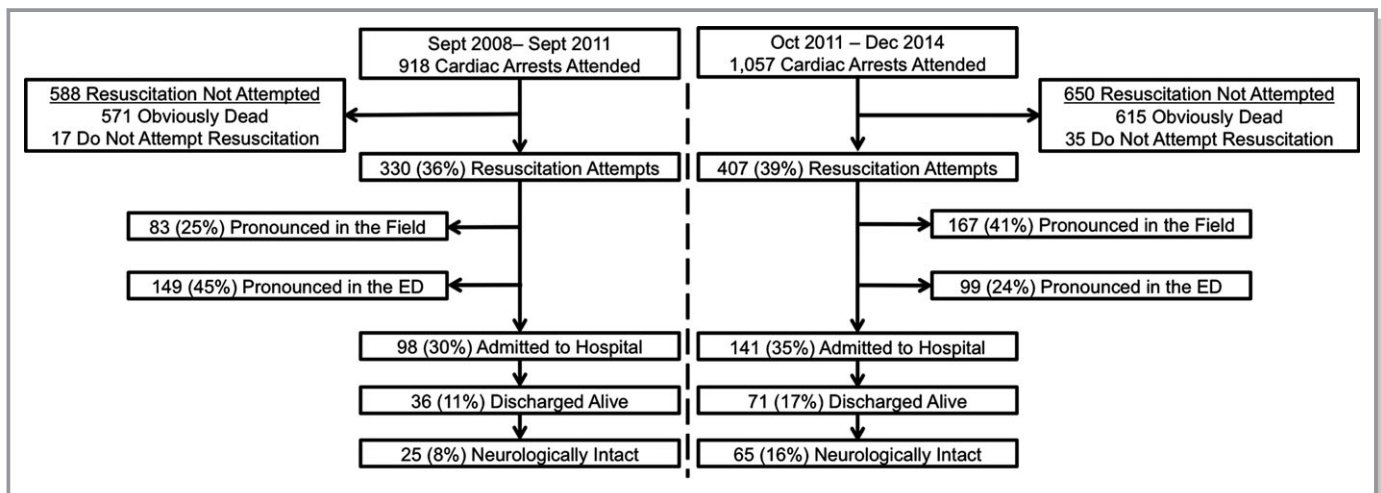 Sept 2008– Sept 2011
918 Cardiac Arrests Attended
588 Resuscitation Not Attempted
571 Obviously Dead
17 Do Not Attempt Resuscitation
330 (36%) Resuscitation Attempts
83 (25%) Pronounced in the Field
149 (45%) Pronounced in the ED
98 (30%) Admitted to Hospital
36 (11%) Discharged Alive
25 (8%) Neurologically Intact
Oct 2011 – Dec 2014
1,057 Cardiac Arrests Attended
650 Resuscitation Not Attempted
615 Obviously Dead
35 Do Not Attempt Resuscitation
407 (39%) Resuscitation Attempts
167 (41%) Pronounced in the Field
99 (24%) Pronounced in the ED
141 (35%) Admitted to Hospital
71 (17%) Discharged Alive
65 (16%) Neurologically Intact